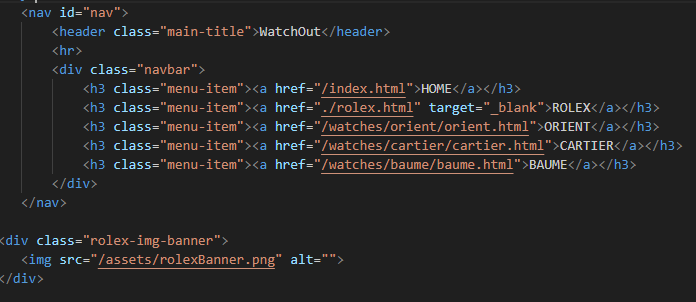 <nav id="nav">
<header class="main-title">WatchOut</header>
<hr>
<div class="navbar">
<h3 class="menu-item"><a href="/index.html">HOME</a></h3>
<h3 class="menu-item"><a href="./rolex.html" target="_blank">ROLEX</a></h3>
<h3 class="menu-item"><a href="/watches/orient/orient.html">ORIENT</a></h3>
<h3 class="menu-item"><a href="/watches/cartier/cartier.html">CARTIER</a></h3>
<h3 class="menu-item"><a href="/watches/baume/baume.html">BAUME</a></h3>
</div>
</nav>
<div class="rolex-img-banner">
<img src="/assets/rolexBanner.png" alt="">
</div>